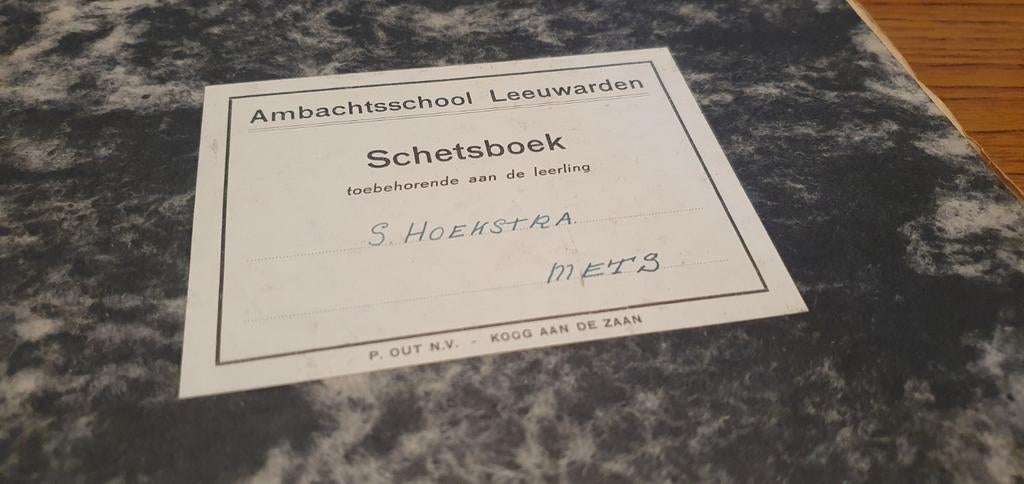 Ambachtsschool Leeuwarden
Schetsboek
toebehorende aan de leerling
S. HOEKSTRA.
METS
P. OUT N.V. - KOOG AAN DE ZAAN